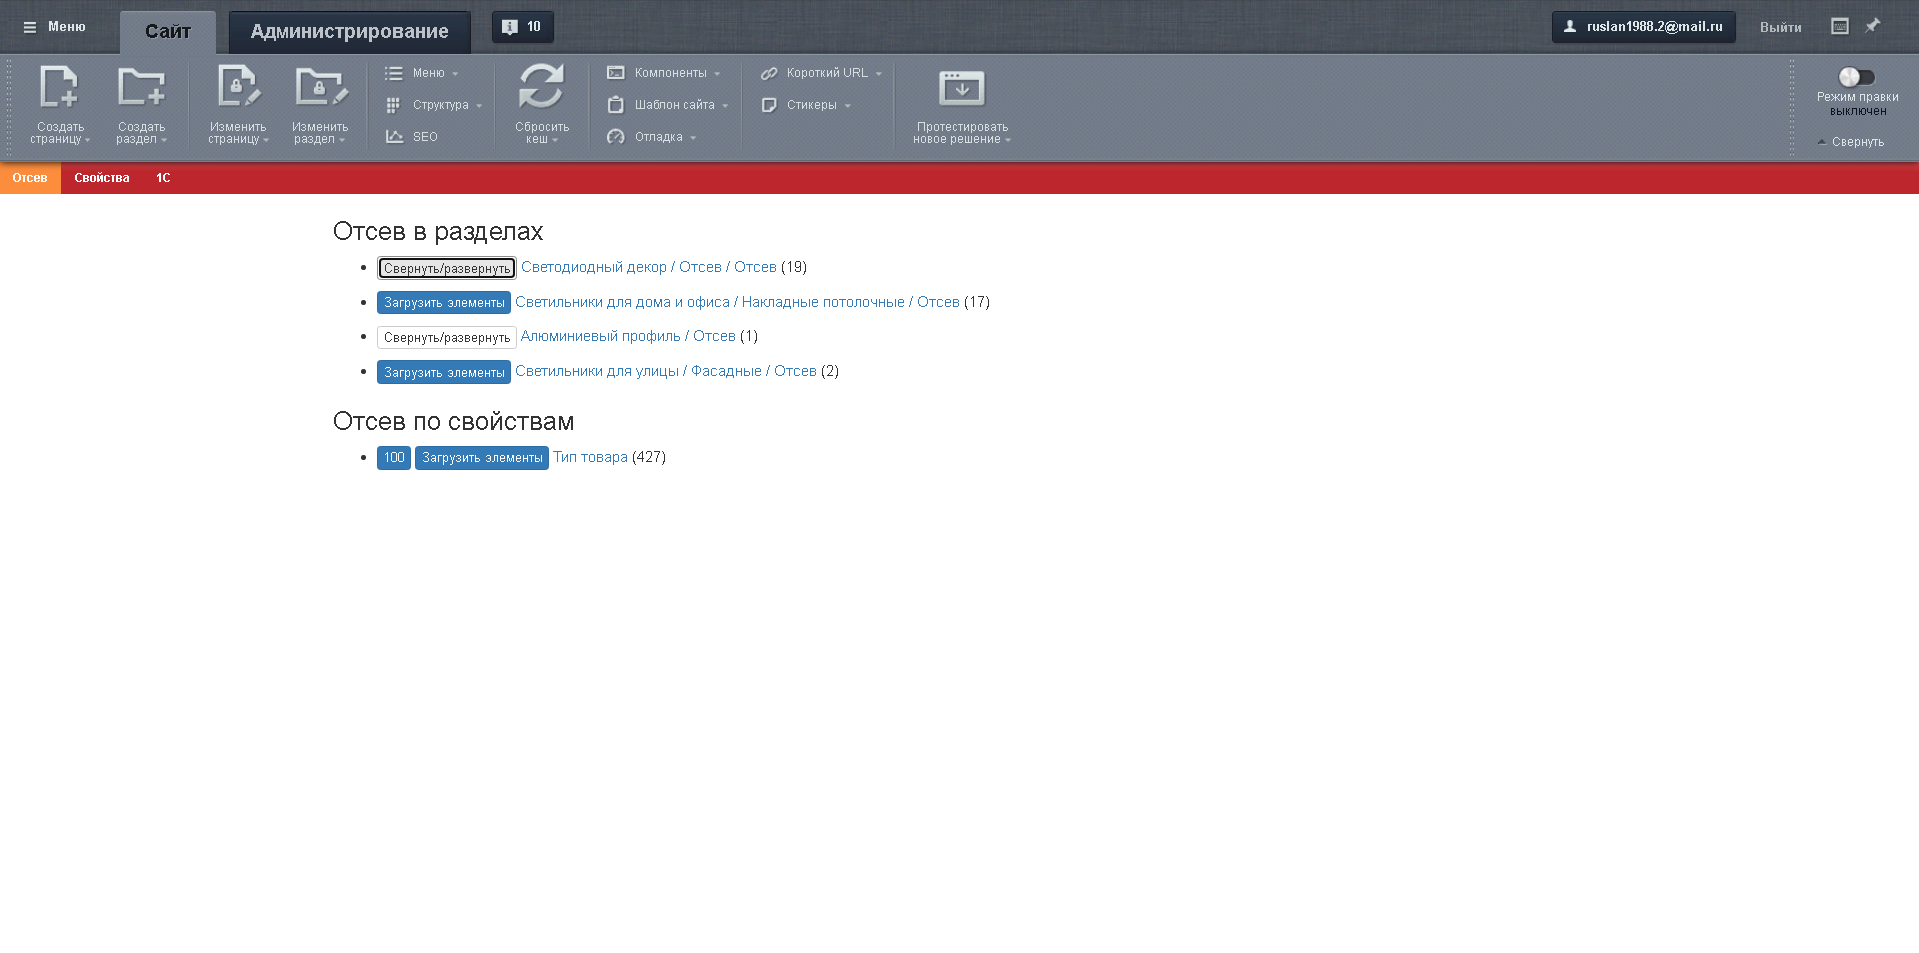 Меню
Сайт
Администрирование
10
ruslan1988.2@mail.ru
Выйти
Создать страницу
Создать раздел
Изменить страницу
Изменить раздел
Меню
Структура
SEO
Сбросить кеш
Компоненты
Шаблон сайта
Отладка
Короткий URL
Стикеры
Протестировать новое решение
Режим правки
выключен
Свернуть
Отсев Свойства 1С
Отсев в разделах
Свернуть/развернуть Светодиодный декор / Отсев / Отсев (19)
Загрузить элементы Светильники для дома и офиса / Накладные потолочные / Отсев (17)
Свернуть/развернуть Алюминиевый профиль / Отсев (1)
Загрузить элементы Светильники для улицы / Фасадные / Отсев (2)
Отсев по свойствам
100 Загрузить элементы Тип товара (427)